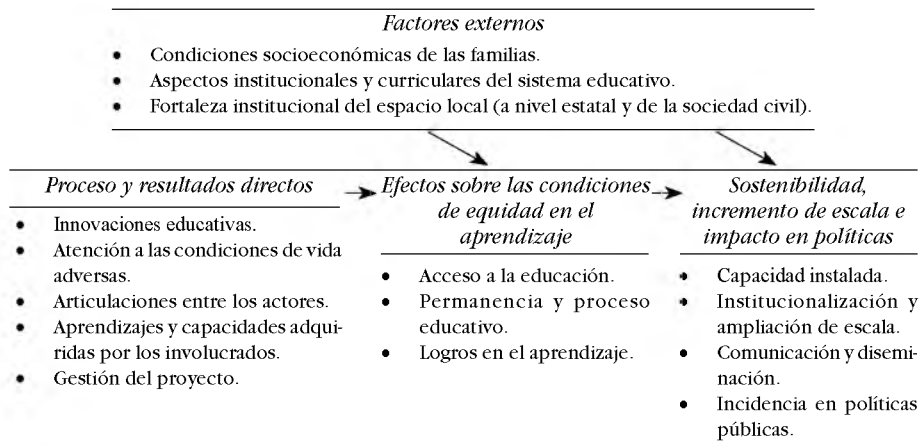 Factores externos
• Condiciones socioeconómicas de las familias.
• Aspectos institucionales y curriculares del sistema educativo.
• Fortaleza institucional del espacio local (a nivel estatal y de la sociedad civil).
Proceso y resultados directos
• Innovaciones educativas.
• Atención a las condiciones de vida
adversas.
• Articulaciones entre los actores.
• Aprendizajes y capacidades adqui-
ridas por los involucrados.
• Gestión del proyecto.
Efectos sobre las condiciones
de equidad en el
aprendizaje
• Acceso a la educación.
• Permanencia y proceso
educativo.
• Logros en el aprendizaje.
Sostenibilidad,
incremento de escala e
impacto en políticas
• Capacidad instalada.
• Institucionalización y
ampliación de escala.
• Comunicación y disemi-
nación.
• Incidencia en políticas
públicas.